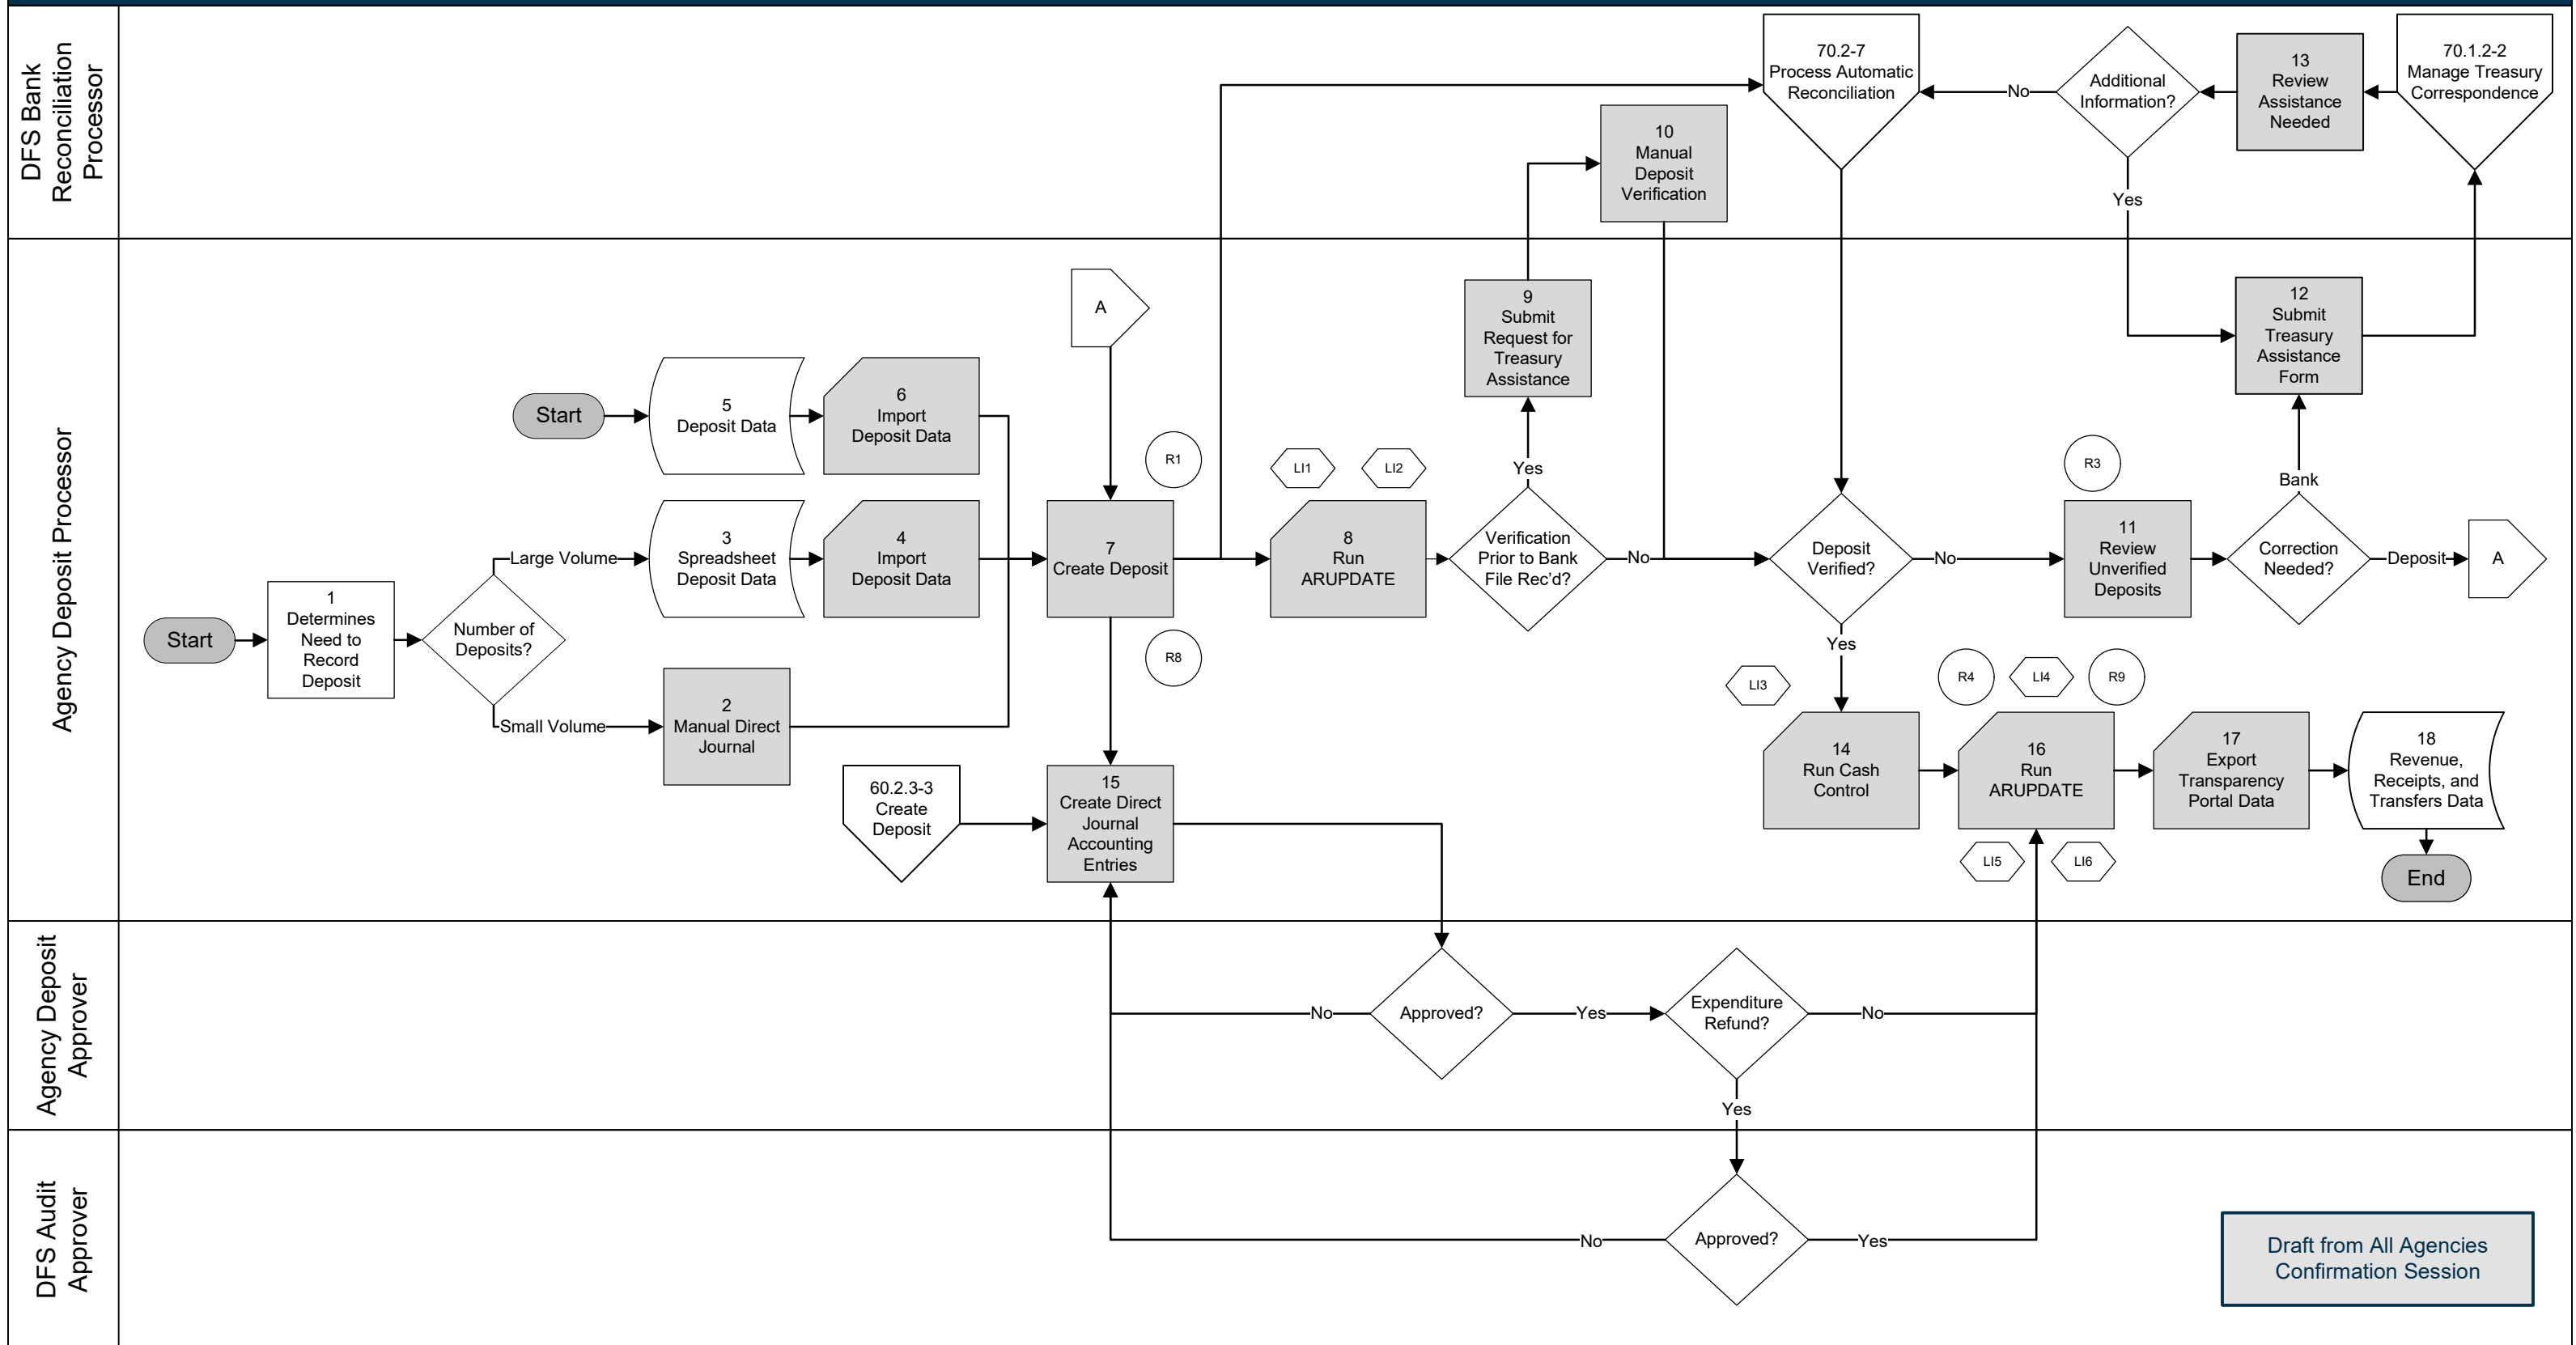 DFS Bank
Reconciliation
Processor
70.2-7
Process Automatic
Reconciliation
Additional
Information?
13
Review
Assistance
Needed
70.1.2-2
Manage Treasury
Correspondence
No
Yes
10
Manual
Deposit
Verification
Agency Deposit Processor
A
9
Submit
Request for
Treasury
Assistance
12
Submit
Treasury
Assistance
Form
Start
5
Deposit Data
6
Import
Deposit Data
R1
LI1
LI2
Yes
R3
Bank
Start
1
Determines
Need to
Record
Deposit
Number of
Deposits?
Large Volume
3
Spreadsheet
Deposit Data
4
Import
Deposit Data
7
Create Deposit
8
Run
ARUPDATE
Verification
Prior to Bank
File Rec’d?
No
Deposit
Verified?
No
11
Review
Unverified
Deposits
Correction
Needed?
Deposit
A
Small Volume
2
Manual Direct
Journal
R8
Yes
LI3
R4
LI4
R9
60.2.3-3
Create
Deposit
15
Create Direct
Journal
Accounting
Entries
14
Run Cash
Control
16
Run
ARUPDATE
17
Export
Transparency
Portal Data
18
Revenue,
Receipts, and
Transfers Data
LI5
LI6
End
Agency Deposit
Approver
No
Approved?
Yes
Expenditure
Refund?
No
Yes
DFS Audit
Approver
No
Approved?
Yes
Draft from All Agencies
Confirmation Session